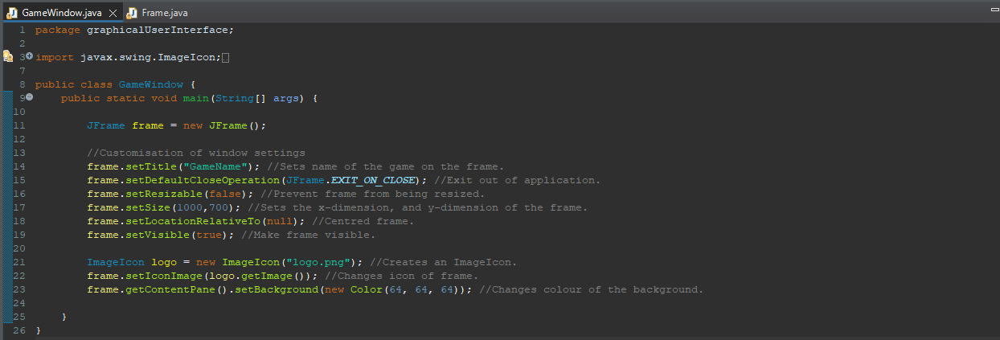 GameWindow.java Frame.java
1 package graphicalUserInterface;
2
3 import javax.swing.ImageIcon;
7
8 public class GameWindow {
9     public static void main(String[] args) {
10
11         JFrame frame = new JFrame();
12
13         //Customisation of window settings
14         frame.setTitle("GameName"); //Sets name of the game on the frame.
15         frame.setDefaultCloseOperation(JFrame.EXIT_ON_CLOSE); //Exit out of application.
16         frame.setResizable(false); //Prevent frame from being resized.
17         frame.setSize(1000,700); //Sets the x-dimension, and y-dimension of the frame.
18         frame.setLocationRelativeTo(null); //Centred frame.
19         frame.setVisible(true); //Make frame visible.
20
21         ImageIcon logo = new ImageIcon("logo.png"); //Creates an ImageIcon.
22         frame.setIconImage(logo.getImage()); //Changes icon of frame.
23         frame.getContentPane().setBackground(new Color(64, 64, 64)); //Changes colour of the background.
24
25     }
26 }